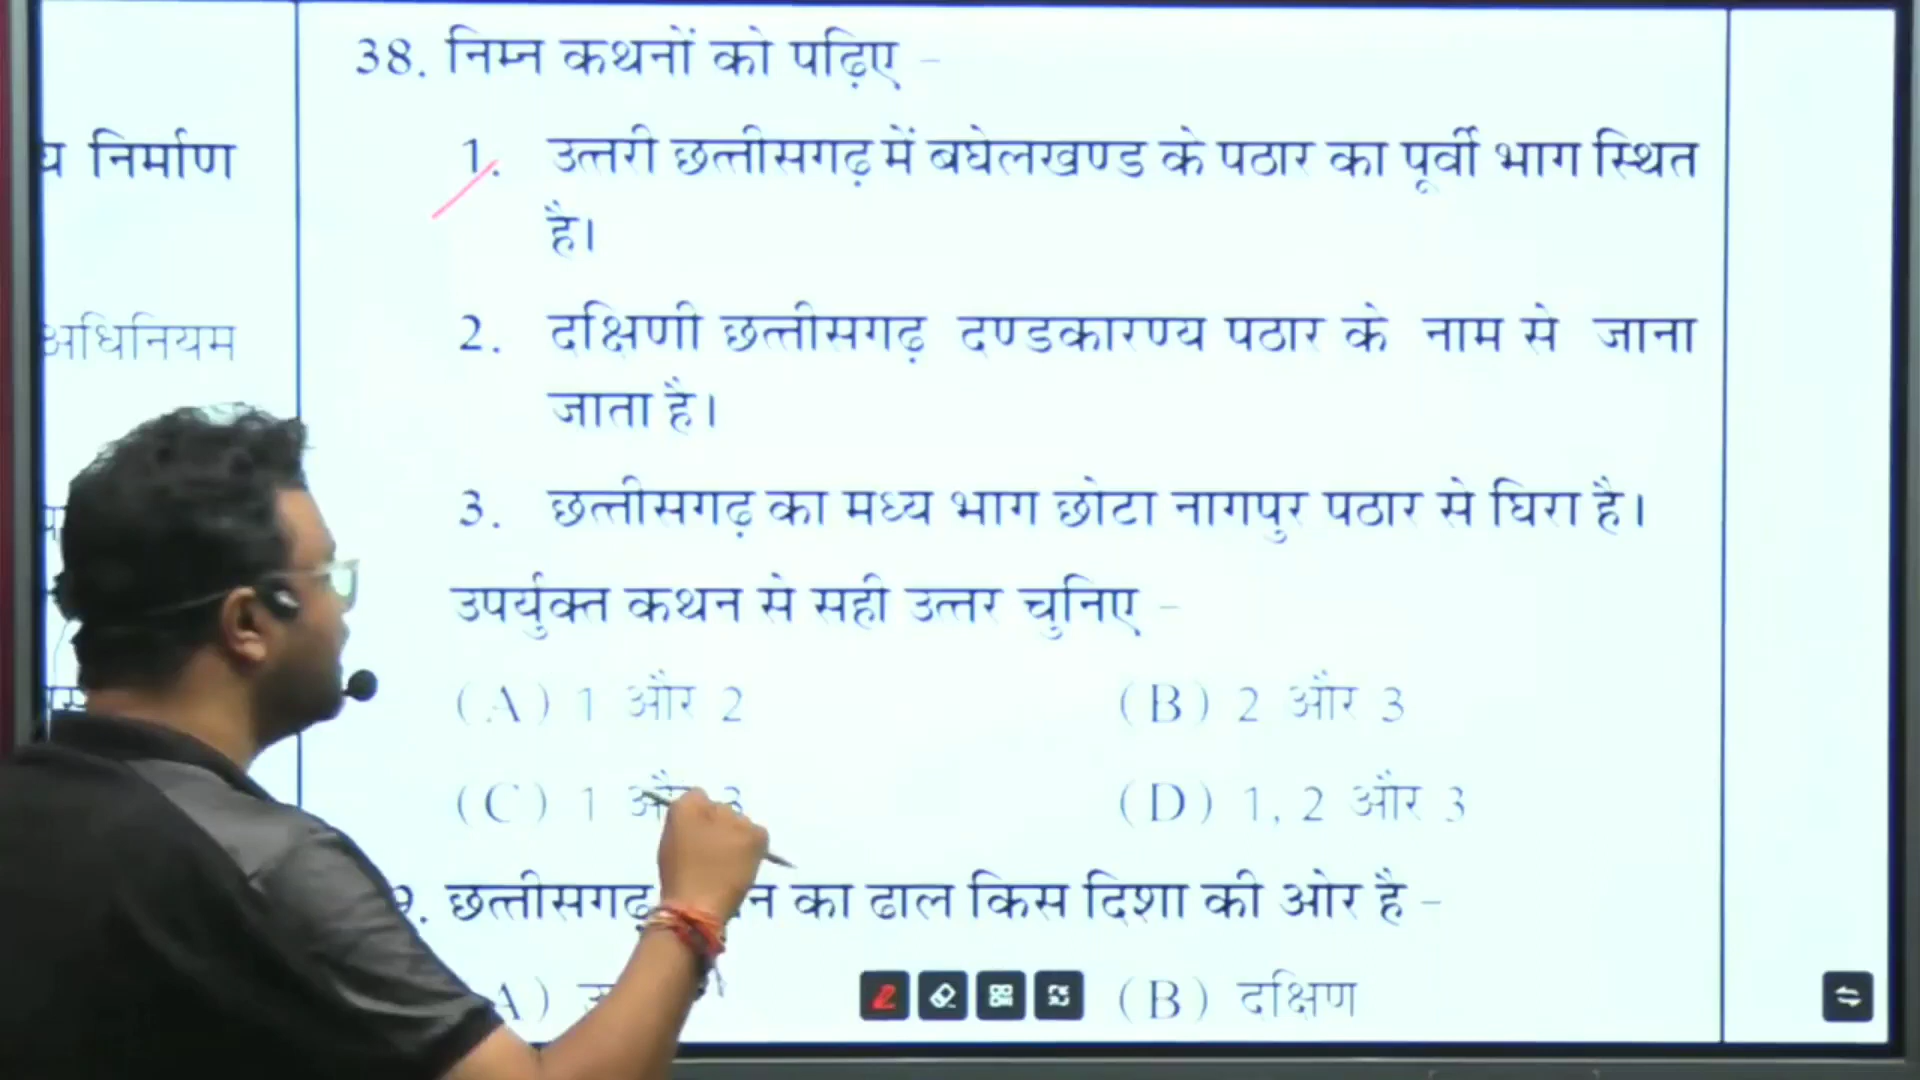 38. निम्न कथनों को पढ़िए –
निर्माण
1. उत्तरी छत्तीसगढ़ में बघेलखण्ड के पठार का पूर्वी भाग स्थित
है।
2. दक्षिणी छत्तीसगढ़ दण्डकारण्य पठार के नाम से जाना
अधिनियम
जाता है।
3. छत्तीसगढ़ का मध्य भाग छोटा नागपुर पठार से घिरा है।
उपर्युक्त कथन से सही उत्तर चुनिए –
(A) 1 और 2
(B) 2 और 3
(C) 1 और 3
(D) 1, 2 और 3
छत्तीसगढ़ का ढाल किस दिशा की ओर है –
(B) दक्षिण